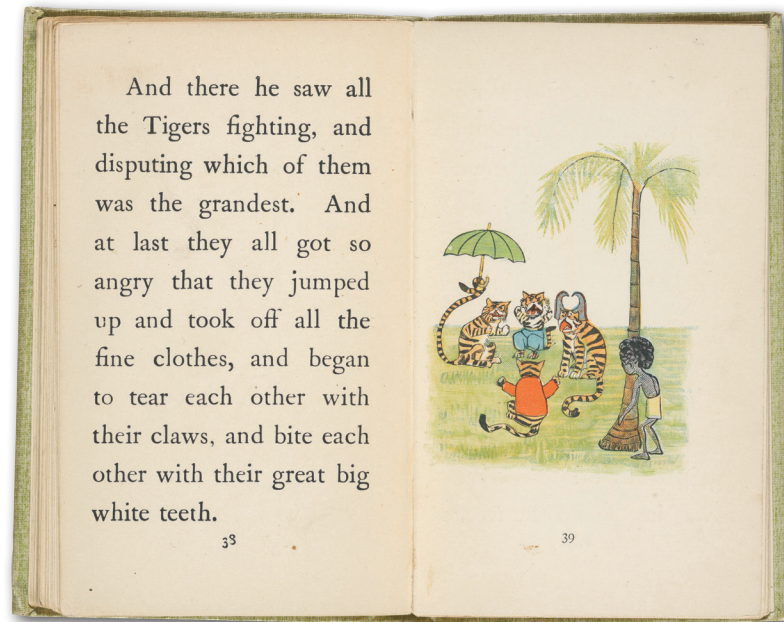 And there he saw all
the Tigers fighting, and
disputing which of them
was the grandest. And
at last they all got so
angry that they jumped
up and took off all the
fine clothes, and began
to tear each other with
their claws, and bite each
other with their great big
white teeth.
38
39